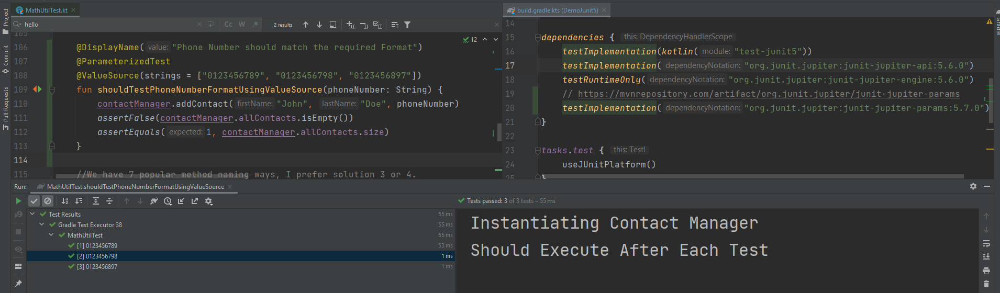 MathUtilTest.kt
build.gradle.kts (DemoJunit5)
Project
Commit
Pull Requests
Gradle
hello
Cc W .* 2 results
12
105
106 @DisplayName( value: "Phone Number should match the required Format")
107 @ParameterizedTest
108 @ValueSource(strings = ["0123456789", "0123456798", "0123456897"])
109 fun shouldTestPhoneNumberFormatUsingValueSource(phoneNumber: String) {
110 contactManager.addContact( firstName: "John", lastName: "Doe", phoneNumber)
111 assertFalse(contactManager.allContacts.isEmpty())
112 assertEquals( expected: 1, contactManager.allContacts.size)
113 }
114
115 //We have 7 popular method naming ways, I prefer solution 3 or 4.
14
15 dependencies { this: DependencyHandlerScope
16 testImplementation(kotlin( module: "test-junit5"))
17 testImplementation( dependencyNotation: "org.junit.jupiter:junit-jupiter-api:5.6.0")
18 testRuntimeOnly( dependencyNotation: "org.junit.jupiter:junit-jupiter-engine:5.6.0")
19 // https://mvnrepository.com/artifact/org.junit.jupiter/junit-jupiter-params
20 testImplementation( dependencyNotation: "org.junit.jupiter:junit-jupiter-params:5.7.0")
21 }
22
23 tasks.test { this: Test!
24 useJUnitPlatform()
25 }
Run: MathUtilTest.shouldTestPhoneNumberFormatUsingValueSource
Tests passed: 3 of 3 tests – 55 ms
Test Results 55 ms
Gradle Test Executor 38 55 ms
MathUtilTest 55 ms
[1] 0123456789 53 ms
[2] 0123456798 1 ms
[3] 0123456897 1 ms
Instantiating Contact Manager
Should Execute After Each Test